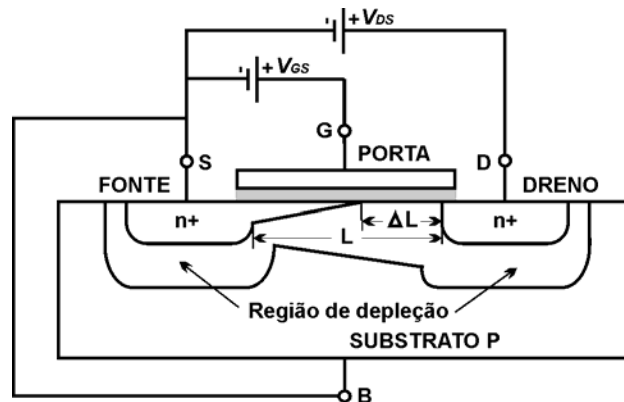 + VDS
+ VGS
G
PORTA
S
D
FONTE
DRENO
n+
ΔL
n+
L
Região de depleção
SUBSTRATO P
B